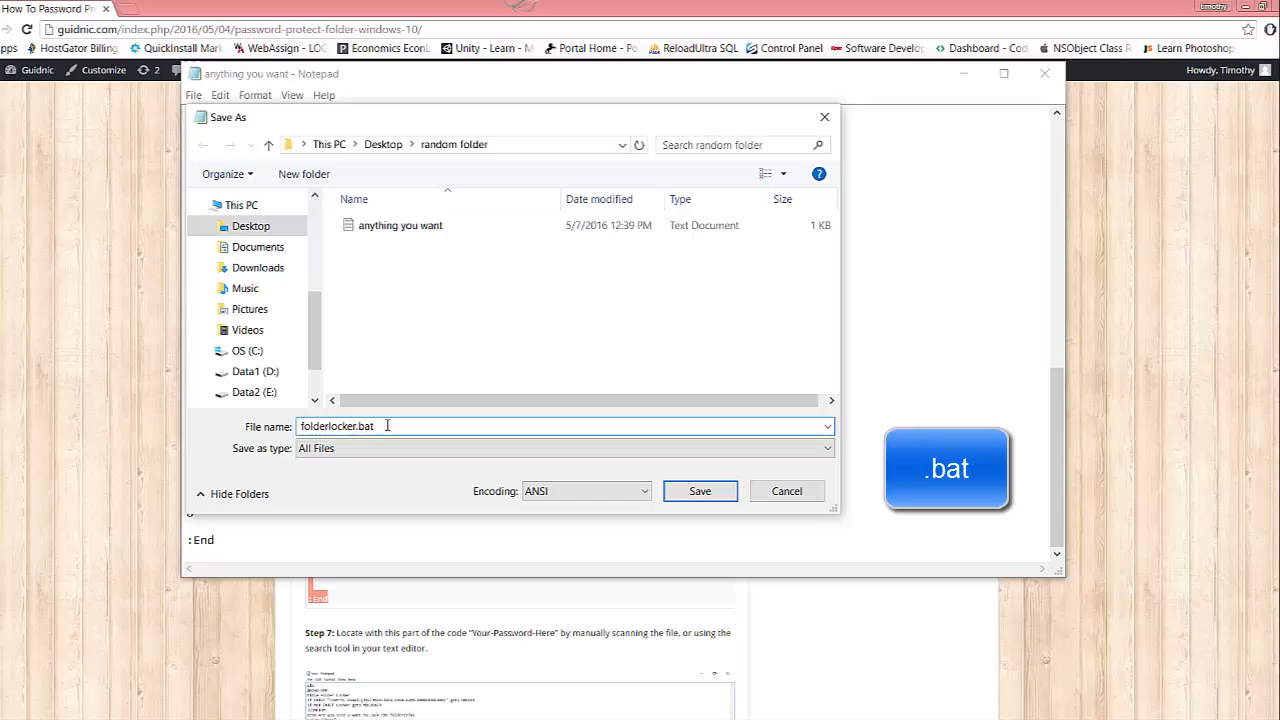 How To Password Pr
Timothy
guidnic.com/index.php/2016/05/04/password-protect-folder-windows-10/
pps HostGator Billing QuickInstall Mark WebAssign - LOG Economics Econ Unity - Learn - M Portal Home - Po ReloadUltra SQL Control Panel Software Develop Dashboard - Cod NSObject Class R Learn Photoshop
Guidnic Customize 2 Howdy, Timothy
anything you want - Notepad
File Edit Format View Help
Save As
This PC Desktop random folder Search random folder
Organize New folder
Name Date modified Type Size
This PC
anything you want 5/7/2016 12:39 PM Text Document 1 KB
Desktop
Documents
Downloads
Music
Pictures
Videos
OS (C:)
Data1 (D:)
Data2 (E:)
File name: folderlocker.bat
Save as type: All Files
.bat
Hide Folders Encoding: ANSI Save Cancel
:End
:End
Step 7: Locate with this part of the code “Your-Password-Here” by manually scanning the file, or using the
search tool in your text editor.